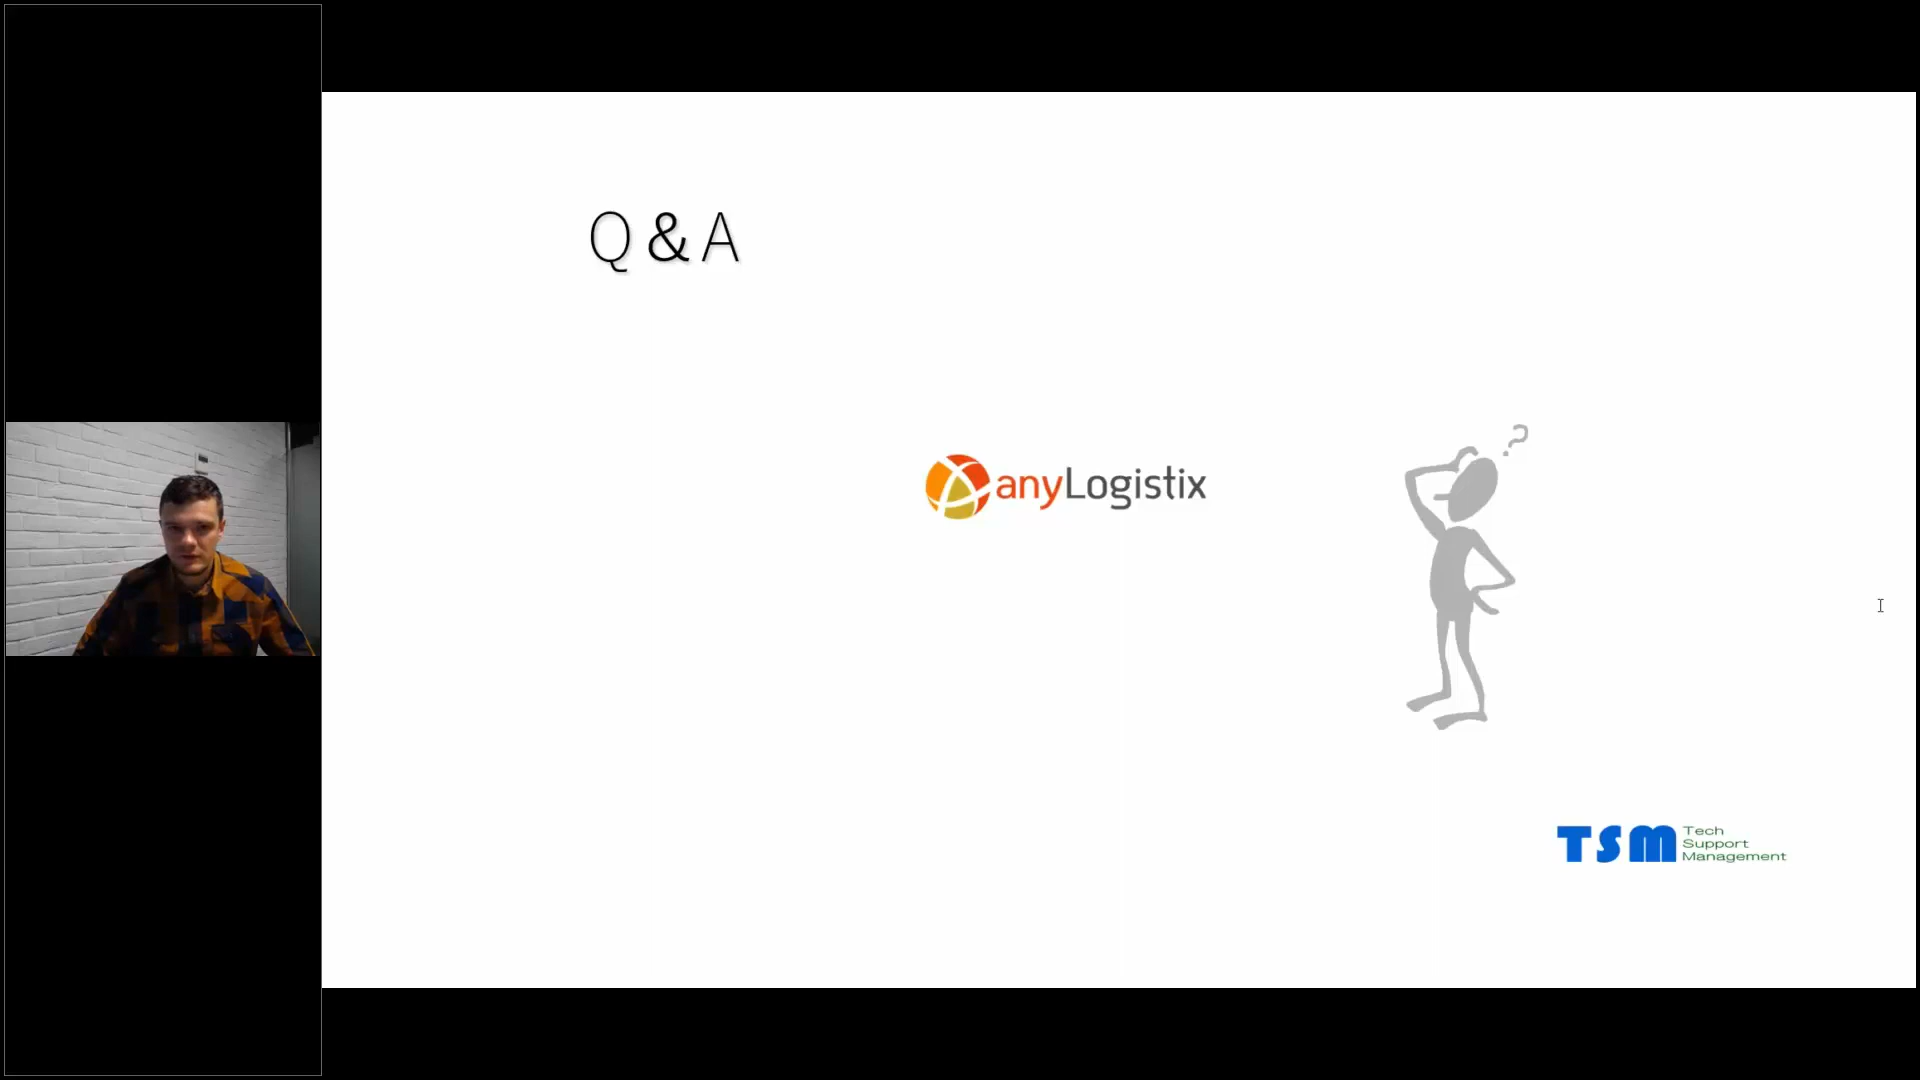 Q & A
?
anyLogistix
TSM
Tech
Support
Management